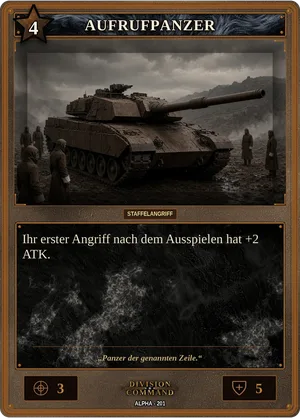 4
AUFRUFPANZER
STAFFELANGRIFF
Ihr erster Angriff nach dem Ausspielen hat +2
ATK.
„Panzer der genannten Zeile.“
3
DIVISION
COMMAND
ALPHA · 201
5